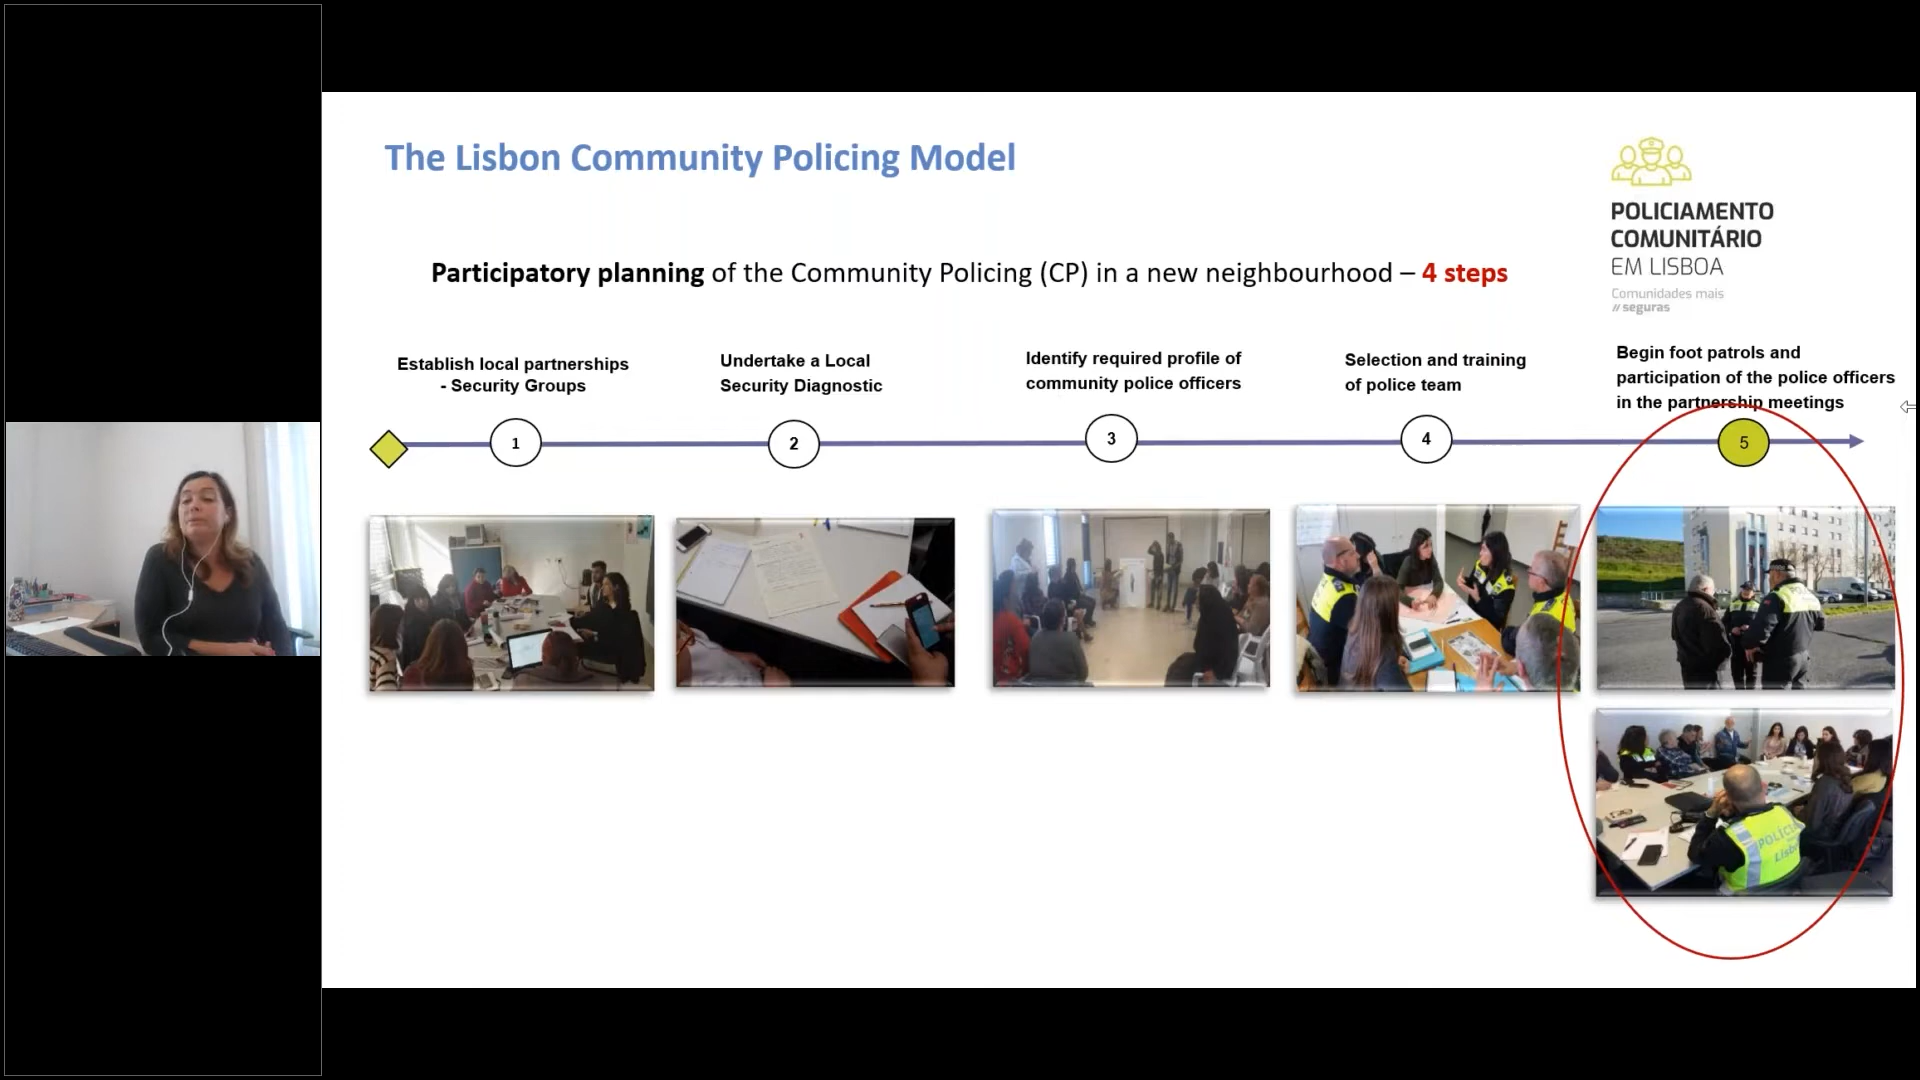 The Lisbon Community Policing Model
POLICIAMENTO
COMUNITÁRIO
EM LISBOA
Comunidades mais
// seguras
Participatory planning of the Community Policing (CP) in a new neighbourhood – 4 steps
Establish local partnerships
- Security Groups
Undertake a Local
Security Diagnostic
Identify required profile of
community police officers
Selection and training
of police team
Begin foot patrols and
participation of the police officers
in the partnership meetings
1
2
3
4
5